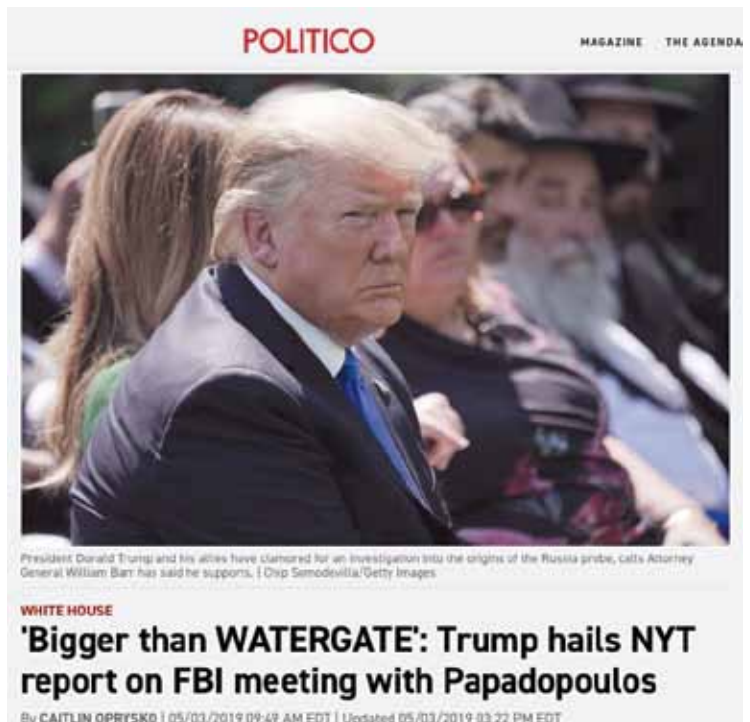 POLITICO
MAGAZINE THE AGENDA
President Donald Trump and his allies have clamored for an investigation into the origins of the Russia probe, calls Attorney
General William Barr has said he supports. | Chip Somodevilla/Getty Images
WHITE HOUSE
'Bigger than WATERGATE': Trump hails NYT
report on FBI meeting with Papadopoulos
By CAITLIN OPRYSKO | 05/03/2019 09:49 AM EDT | Updated 05/03/2019 03:22 PM EDT